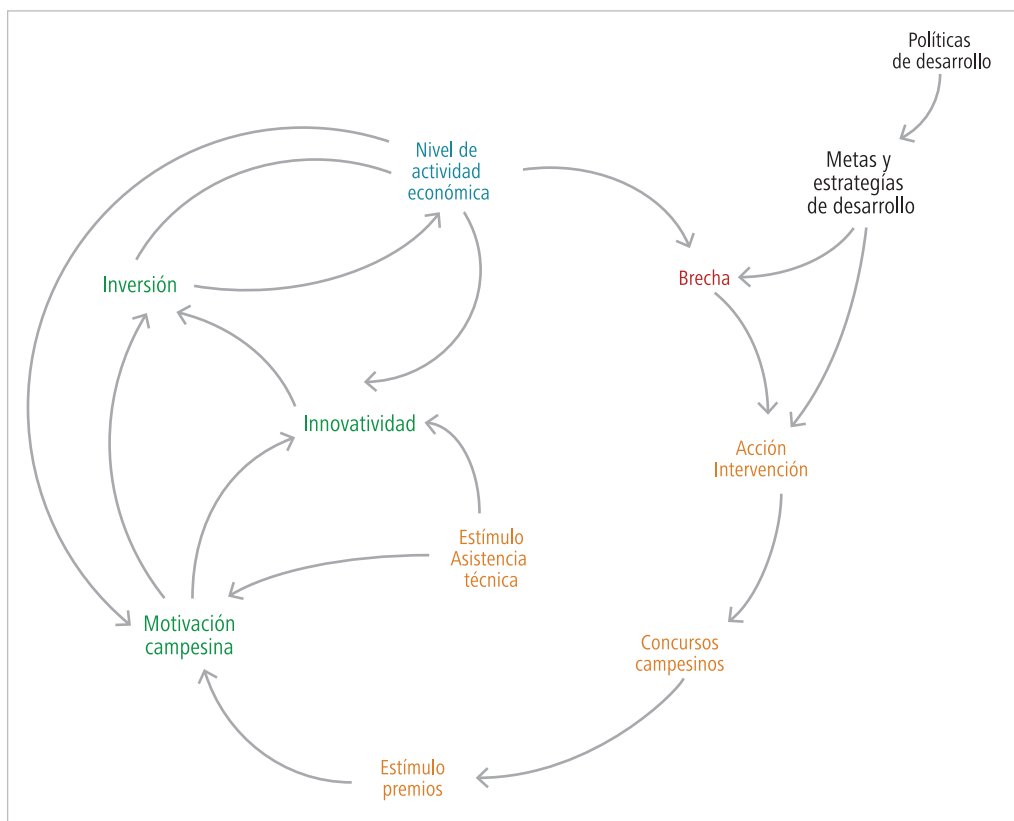 Políticas
de desarrollo
Nivel de
actividad
económica
Metas y
estrategías
de desarrollo
Inversión
Brecha
Innovatividad
Acción
Intervención
Estímulo
Asistencia
técnica
Motivación
campesina
Concursos
campesinos
Estímulo
premios